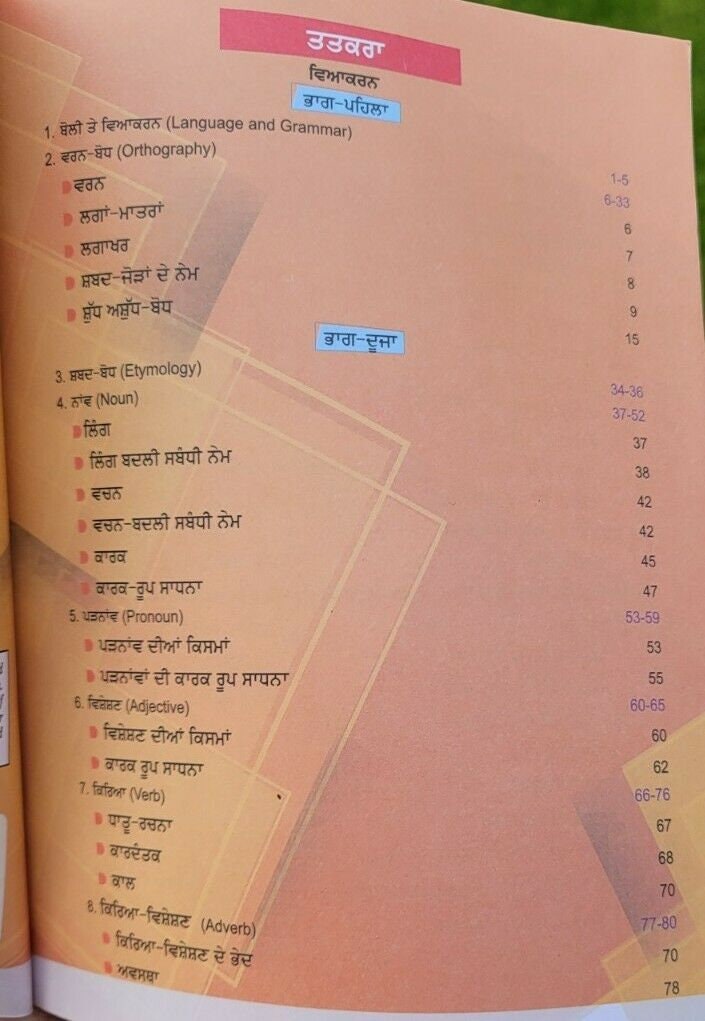 ਤਤਕਰਾ
ਵਿਆਕਰਨ
ਭਾਗ-ਪਹਿਲਾ
1. ਬੋਲੀ ਤੇ ਵਿਆਕਰਨ (Language and Grammar) 1-5
2. ਵਰਨ-ਬੋਧ (Orthography) 6-33
ਵਰਨ 6
ਲਗਾਂ-ਮਾਤਰਾਂ 7
ਲਗਾਖਰ 8
ਸ਼ਬਦ-ਜੋੜਾਂ ਦੇ ਨੇਮ 9
ਸ਼ੁੱਧ ਅਸ਼ੁੱਧ-ਬੋਧ 15
ਭਾਗ-ਦੂਜਾ
3. ਸ਼ਬਦ-ਬੋਧ (Etymology) 34-36
4. ਨਾਂਵ (Noun) 37-52
ਲਿੰਗ 37
ਲਿੰਗ ਬਦਲੀ ਸਬੰਧੀ ਨੇਮ 38
ਵਚਨ 42
ਵਚਨ-ਬਦਲੀ ਸਬੰਧੀ ਨੇਮ 42
ਕਾਰਕ 45
ਕਾਰਕ-ਰੂਪ ਸਾਧਨਾ 47
5. ਪੜਨਾਂਵ (Pronoun) 53-59
ਪੜਨਾਂਵ ਦੀਆਂ ਕਿਸਮਾਂ 53
ਪੜਨਾਂਵਾਂ ਦੀ ਕਾਰਕ ਰੂਪ ਸਾਧਨਾ 55
6. ਵਿਸ਼ੇਸ਼ਣ (Adjective) 60-65
ਵਿਸ਼ੇਸ਼ਣ ਦੀਆਂ ਕਿਸਮਾਂ 60
ਕਾਰਕ ਰੂਪ ਸਾਧਨਾ 62
7. ਕਿਰਿਆ (Verb) 66-76
ਧਾਤੂ-ਰਚਨਾ 67
ਕਾਰਦੰਤਕ 68
ਕਾਲ 70
8. ਕਿਰਿਆ-ਵਿਸ਼ੇਸ਼ਣ (Adverb) 77-80
ਕਿਰਿਆ-ਵਿਸ਼ੇਸ਼ਣ ਦੇ ਭੇਦ 70
ਅਵਸਥਾ 78